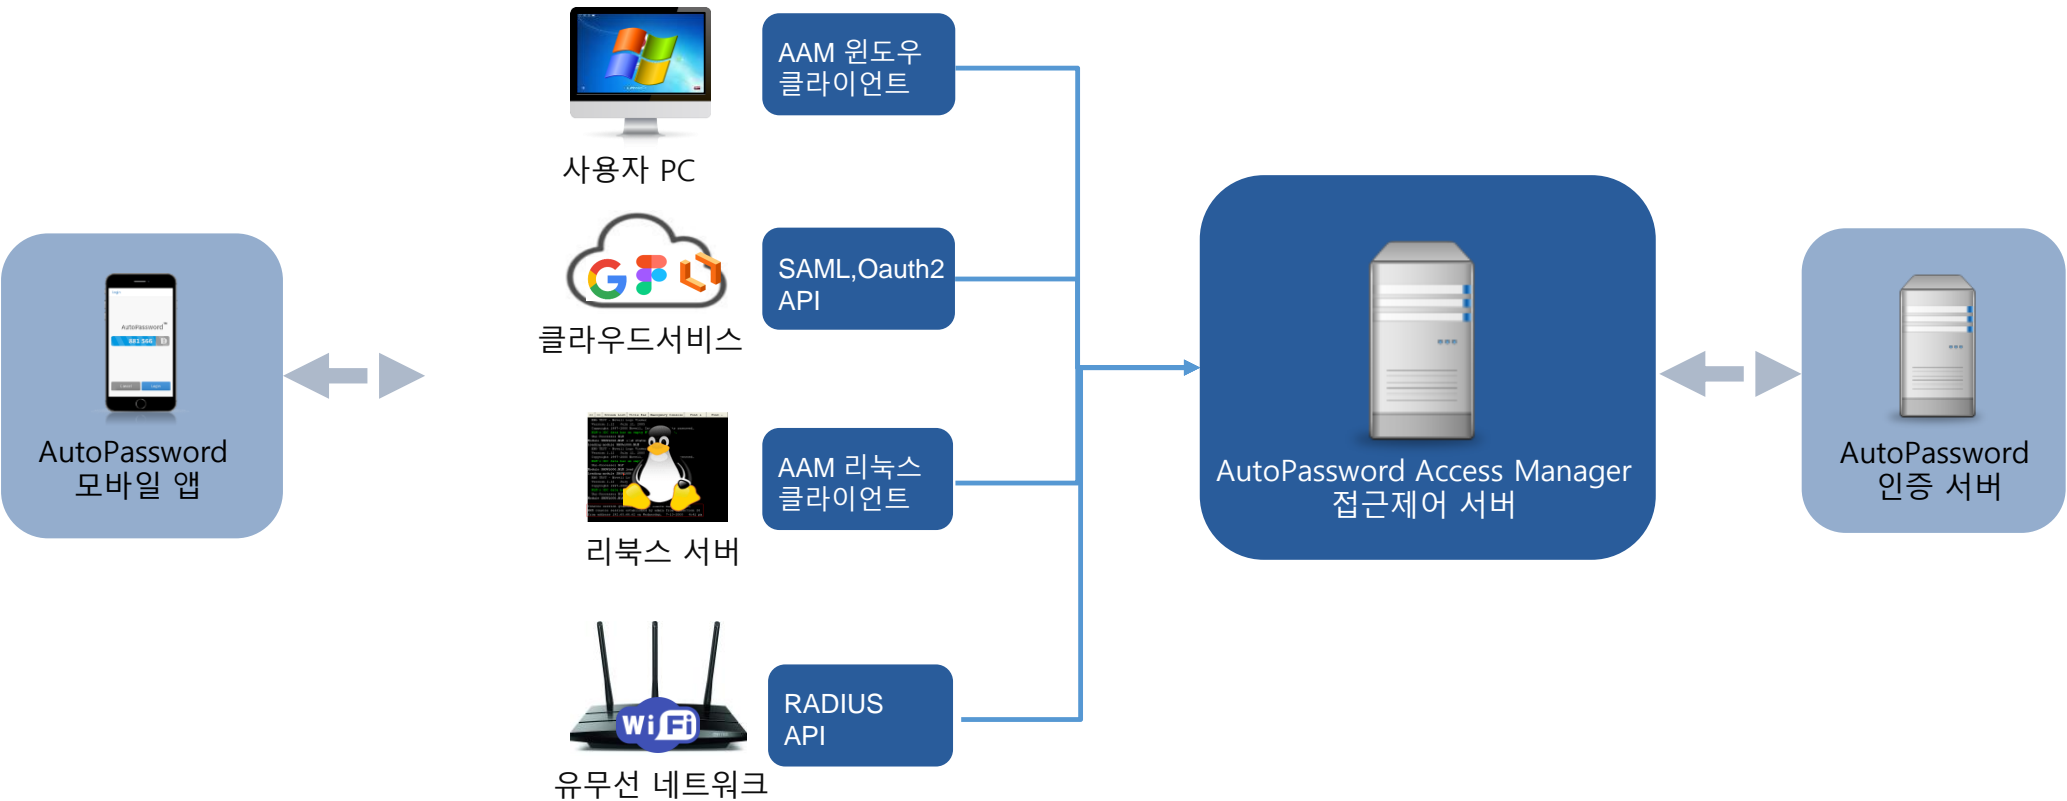 AAM 윈도우
클라이언트
사용자 PC
SAML,Oauth2
API
클라우드서비스
AutoPassword
AutoPassword
모바일 앱
AAM 리눅스
클라이언트
리북스 서버
RADIUS
API
WiFi
유무선 네트워크
AutoPassword Access Manager
접근제어 서버
AutoPassword
인증 서버